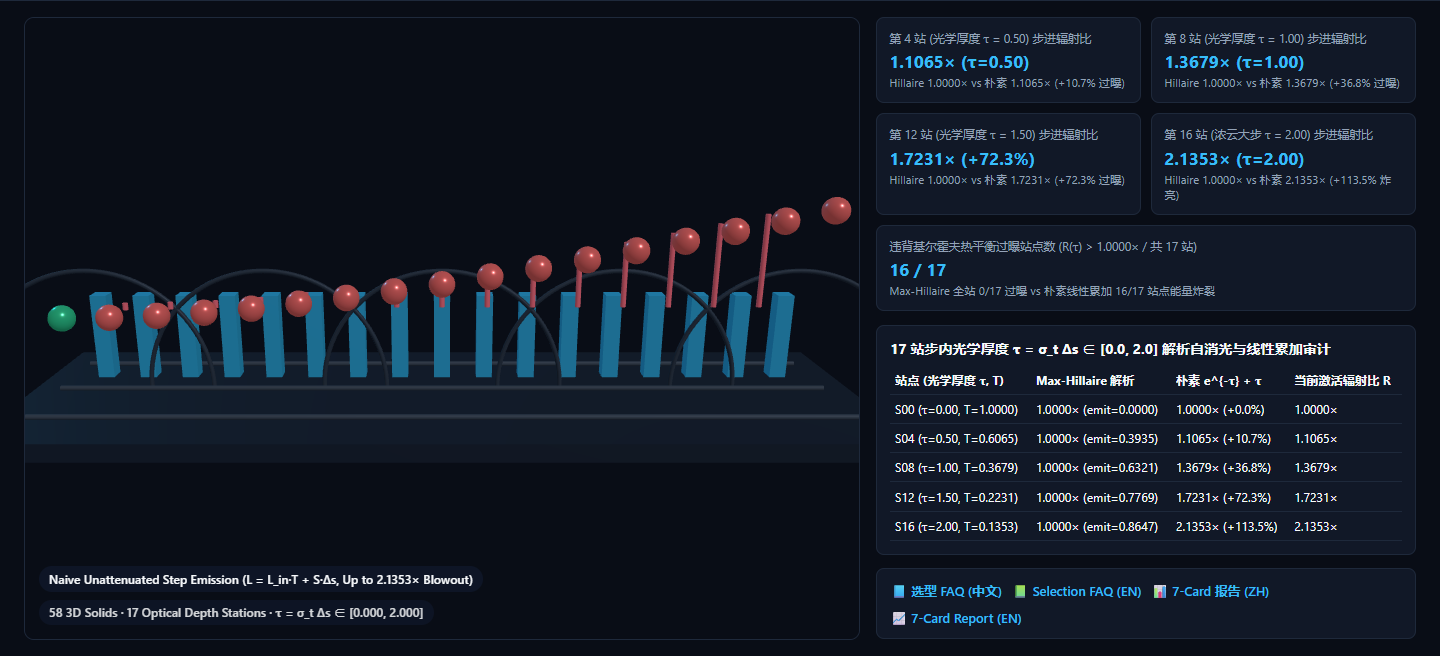 Naive Unattenuated Step Emission (L = L_in·T + S·Δs, Up to 2.1353× Blowout)
58 3D Solids · 17 Optical Depth Stations · τ = σ_t Δs ∈ [0.000, 2.000]
第 4 站 (光学厚度 τ = 0.50) 步进辐射比
1.1065× (τ=0.50)
Hillaire 1.0000× vs 朴素 1.1065× (+10.7% 过曝)
第 8 站 (光学厚度 τ = 1.00) 步进辐射比
1.3679× (τ=1.00)
Hillaire 1.0000× vs 朴素 1.3679× (+36.8% 过曝)
第 12 站 (光学厚度 τ = 1.50) 步进辐射比
1.7231× (+72.3%)
Hillaire 1.0000× vs 朴素 1.7231× (+72.3% 过曝)
第 16 站 (浓云大步 τ = 2.00) 步进辐射比
2.1353× (τ=2.00)
Hillaire 1.0000× vs 朴素 2.1353× (+113.5% 炸
亮)
违背基尔霍夫热平衡过曝站点数 (R(τ) > 1.0000× / 共 17 站)
16 / 17
Max-Hillaire 全站 0/17 过曝 vs 朴素线性累加 16/17 站点能量炸裂
17 站步内光学厚度 τ = σ_t Δs ∈ [0.0, 2.0] 解析自消光与线性累加审计
站点 (光学厚度 τ, T) Max-Hillaire 解析 朴素 e^{-τ} + τ 当前激活辐射比 R
S00 (τ=0.00, T=1.0000) 1.0000× (emit=0.0000) 1.0000× (+0.0%) 1.0000×
S04 (τ=0.50, T=0.6065) 1.0000× (emit=0.3935) 1.1065× (+10.7%) 1.1065×
S08 (τ=1.00, T=0.3679) 1.0000× (emit=0.6321) 1.3679× (+36.8%) 1.3679×
S12 (τ=1.50, T=0.2231) 1.0000× (emit=0.7769) 1.7231× (+72.3%) 1.7231×
S16 (τ=2.00, T=0.1353) 1.0000× (emit=0.8647) 2.1353× (+113.5%) 2.1353×
选型 FAQ (中文) Selection FAQ (EN) 7-Card 报告 (ZH)
7-Card Report (EN)